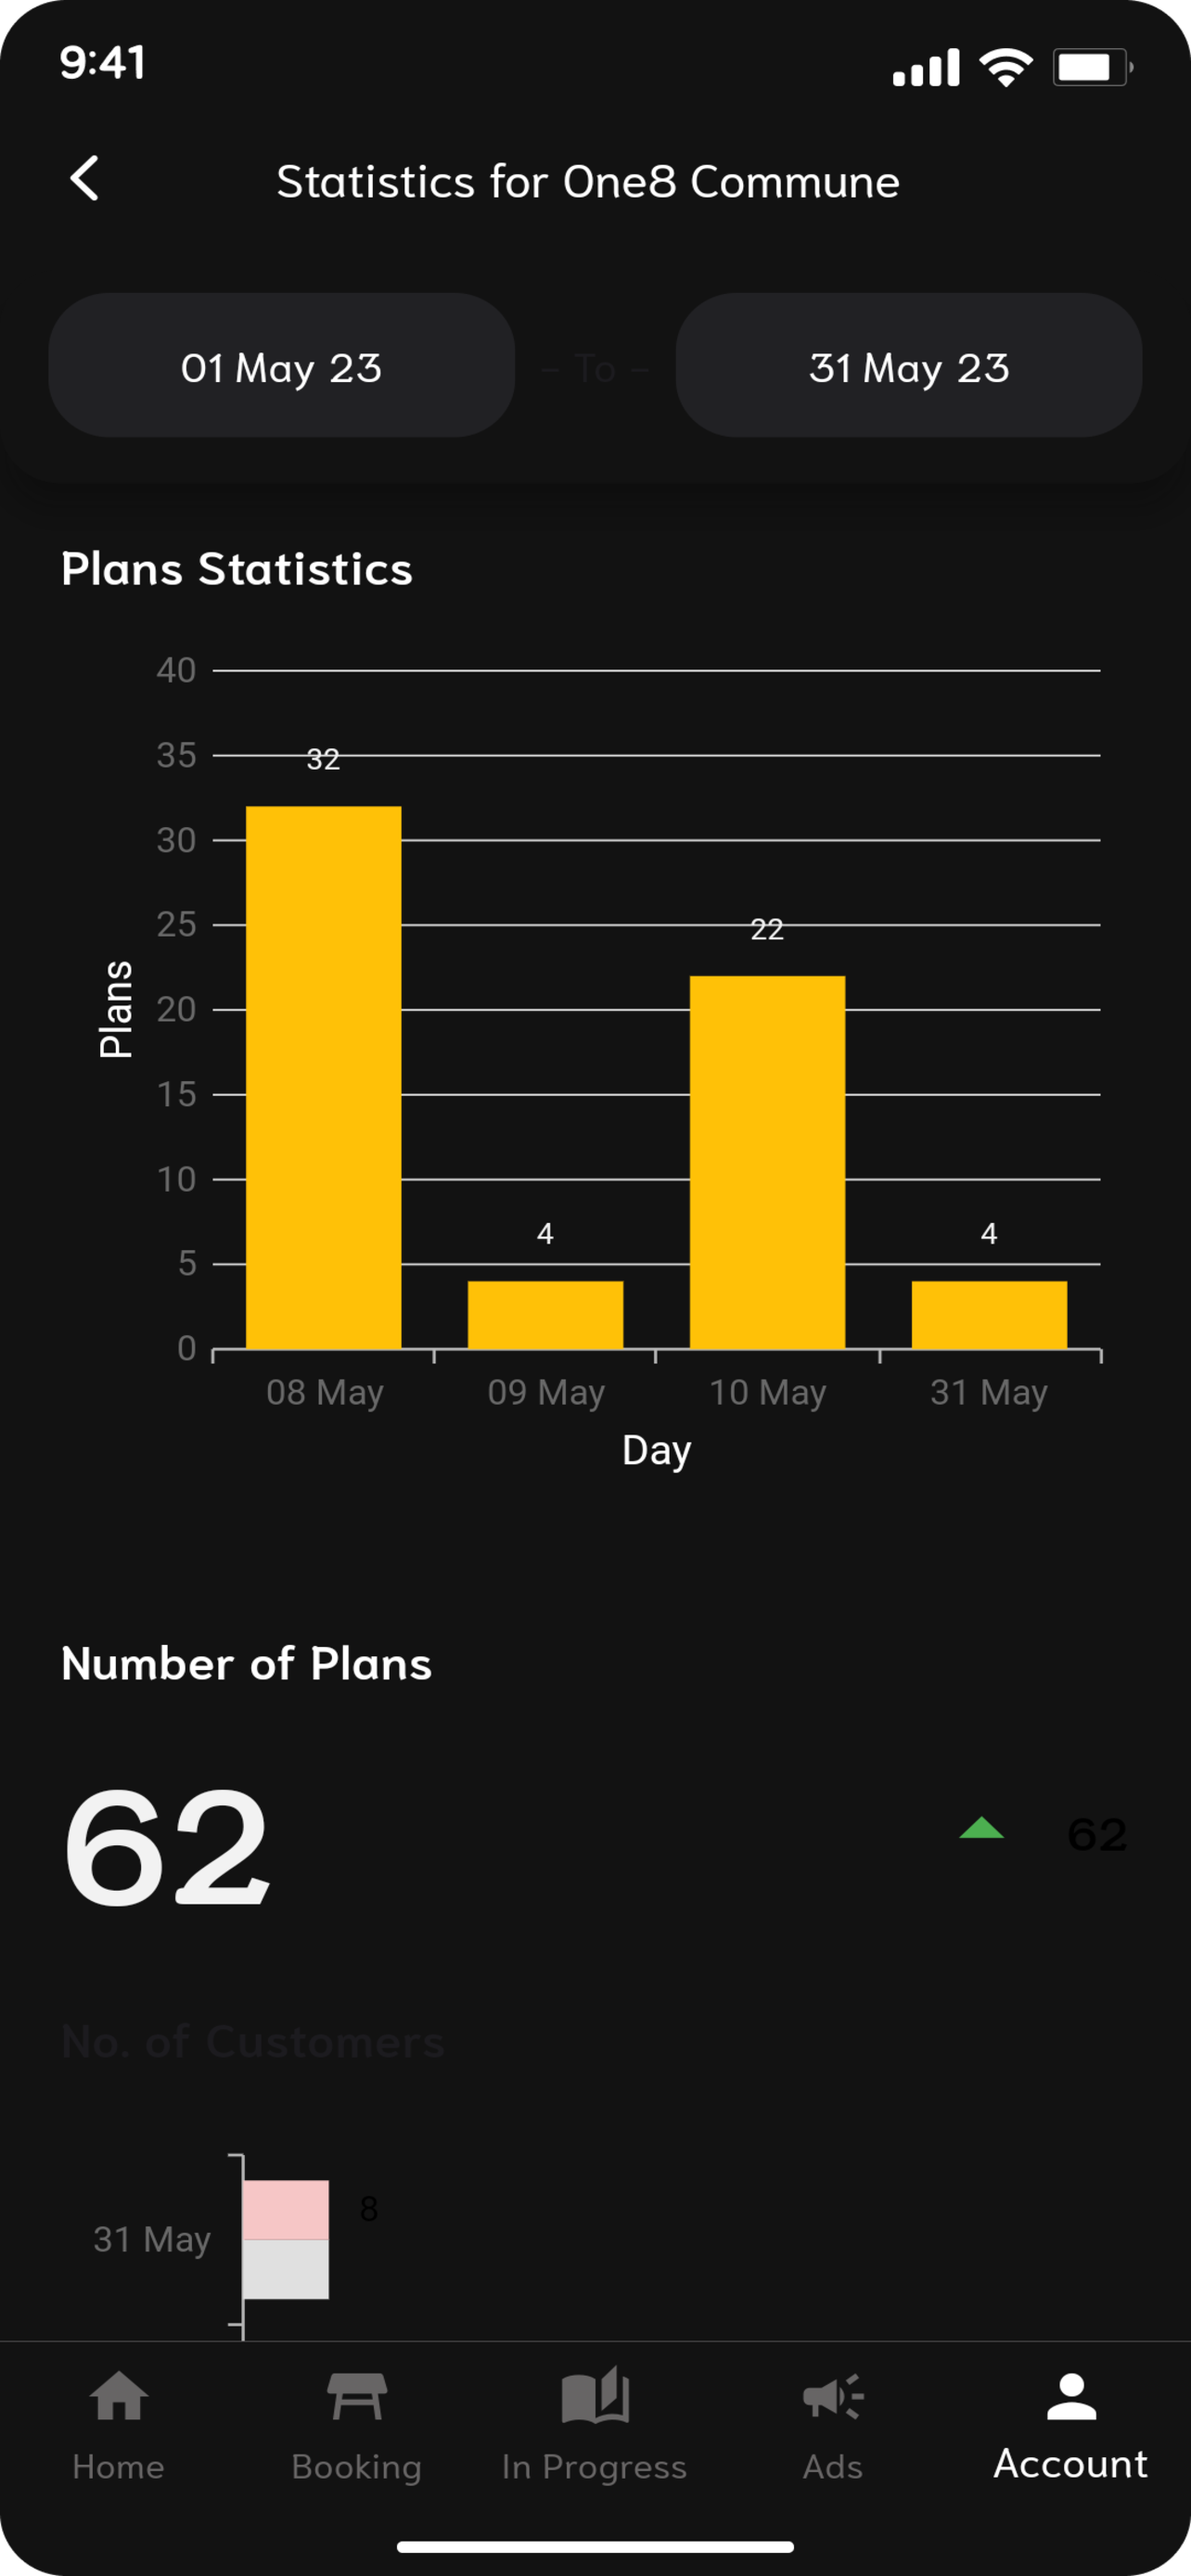 9:41
Statistics for One8 Commune
01 May 23 - To - 31 May 23
Plans Statistics
40
35
32
30
25
22
Plans
20
15
10
4
4
5
0
08 May 09 May 10 May 31 May
Day
Number of Plans
62
62
No. of Customers
8
31 May
Home Booking In Progress Ads Account